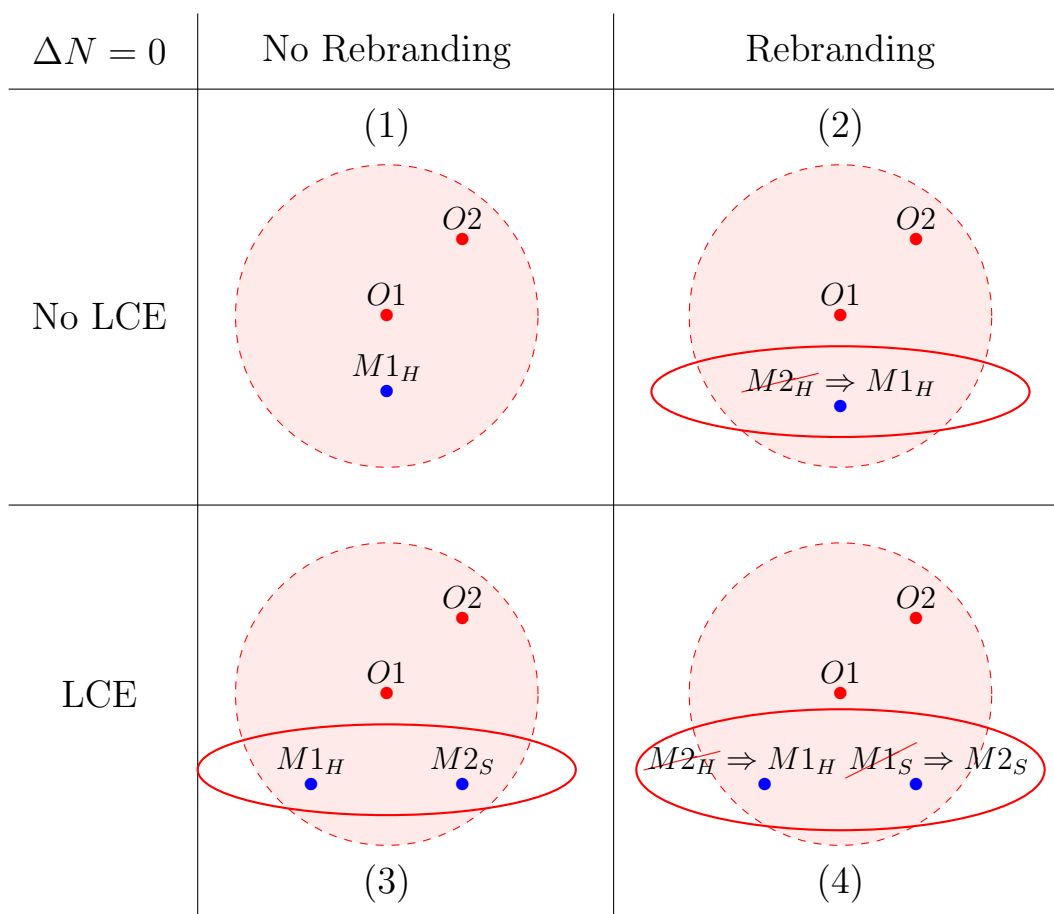 ΔN = 0 No Rebranding Rebranding
(1) (2)
O2 O2
No LCE O1 O1
M1_H M2_H ⇒ M1_H
O2 O2
LCE O1 O1
M1_H M2_S M2_H ⇒ M1_H M1_S ⇒ M2_S
(3) (4)